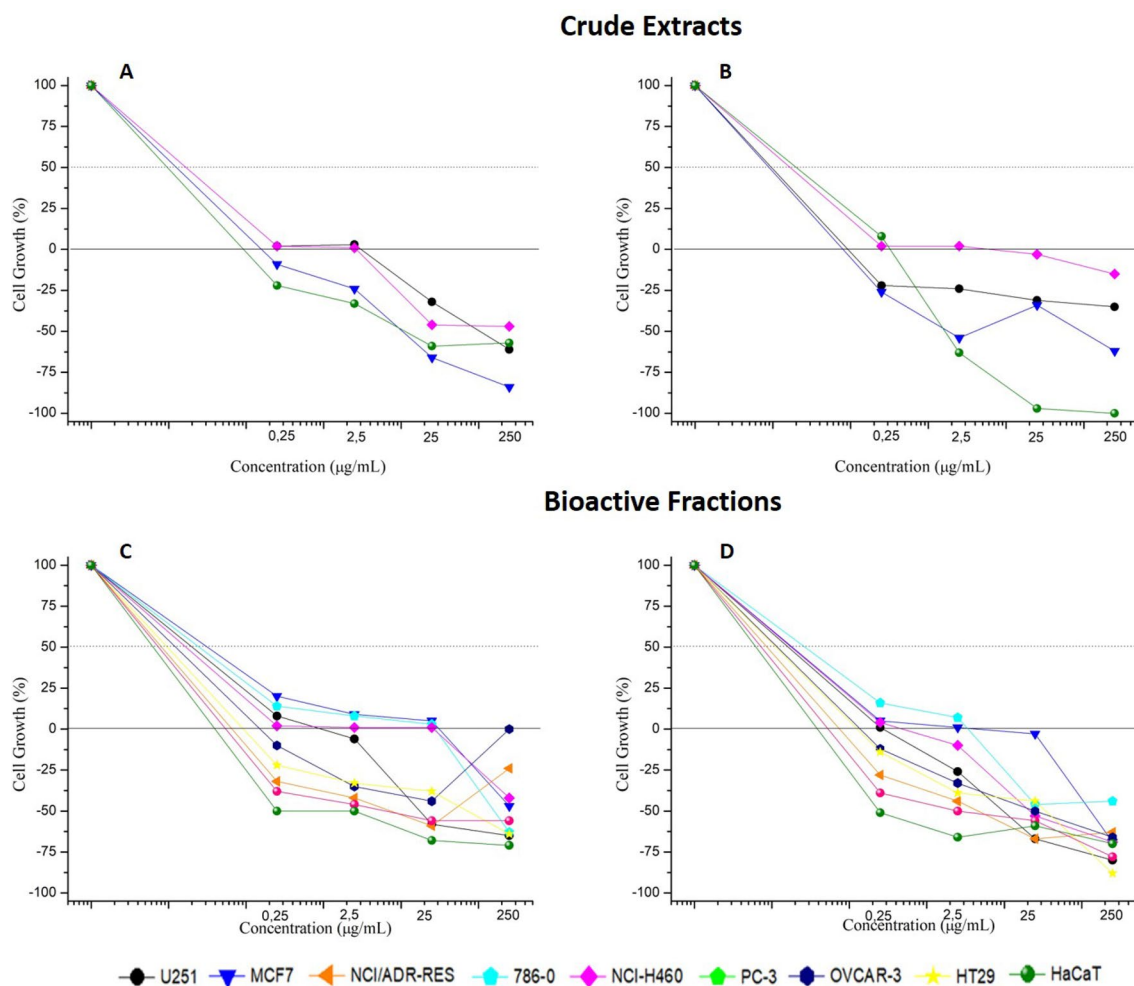 Crude Extracts
A
B
100
75
50
25
0
-25
-50
-75
-100
Cell Growth (%)
0,25 2,5 25 250
Concentration (µg/mL)
100
75
50
25
0
-25
-50
-75
-100
Cell Growth (%)
0,25 2,5 25 250
Concentration (µg/mL)
Bioactive Fractions
C
D
100
75
50
25
0
-25
-50
-75
-100
Cell Growth (%)
0,25 2,5 25 250
Concentration (µg/mL)
100
75
50
25
0
-25
-50
-75
-100
Cell Growth (%)
0,25 2,5 25 250
Concentration (µg/mL)
U251 MCF7 NCI/ADR-RES 786-0 NCI-H460 PC-3 OVCAR-3 HT29 HaCaT